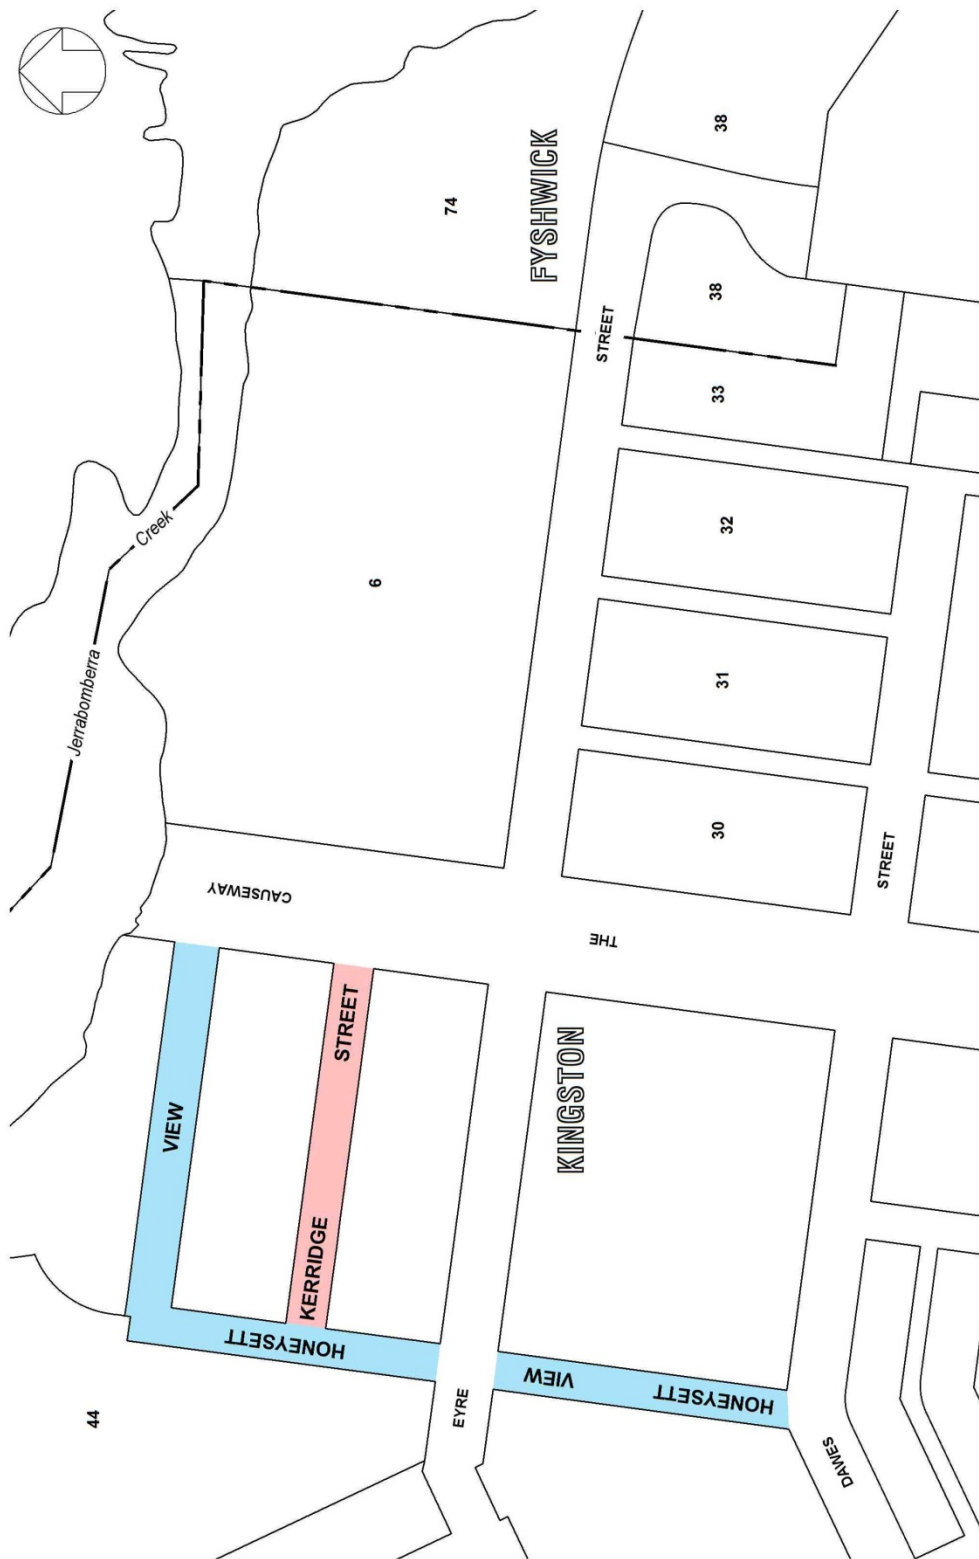 FYSHWICK
74
38
38
STREET
33
32
31
30
6
Creek
Jerrabomberra
CAUSEWAY
THE
STREET
VIEW
KERRIDGE STREET
HONEYSETT
KINGSTON
VIEW
HONEYSETT
EYRE
DAWES
44